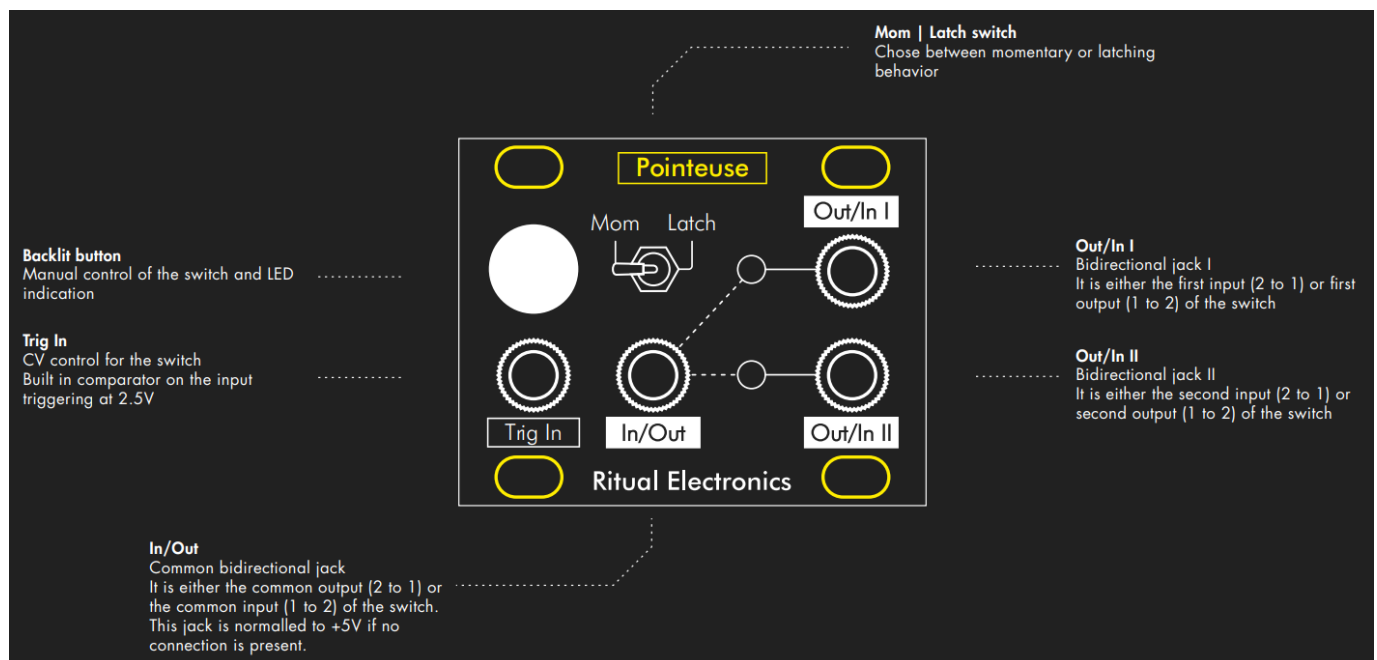 Mom | Latch switch
Chose between momentary or latching
behavior
Pointeuse
Out/In I
Mom Latch
Backlit button
Manual control of the switch and LED
indication
Out/In I
Bidirectional jack I
It is either the first input (2 to 1) or first
output (1 to 2) of the switch
Trig In
CV control for the switch
Built in comparator on the input
triggering at 2.5V
Out/In II
Bidirectional jack II
It is either the second input (2 to 1) or
second output (1 to 2) of the switch
Trig In
In/Out
Out/In II
Ritual Electronics
In/Out
Common bidirectional jack
It is either the common output (2 to 1) or
the common input (1 to 2) of the switch.
This jack is normalled to +5V if no
connection is present.